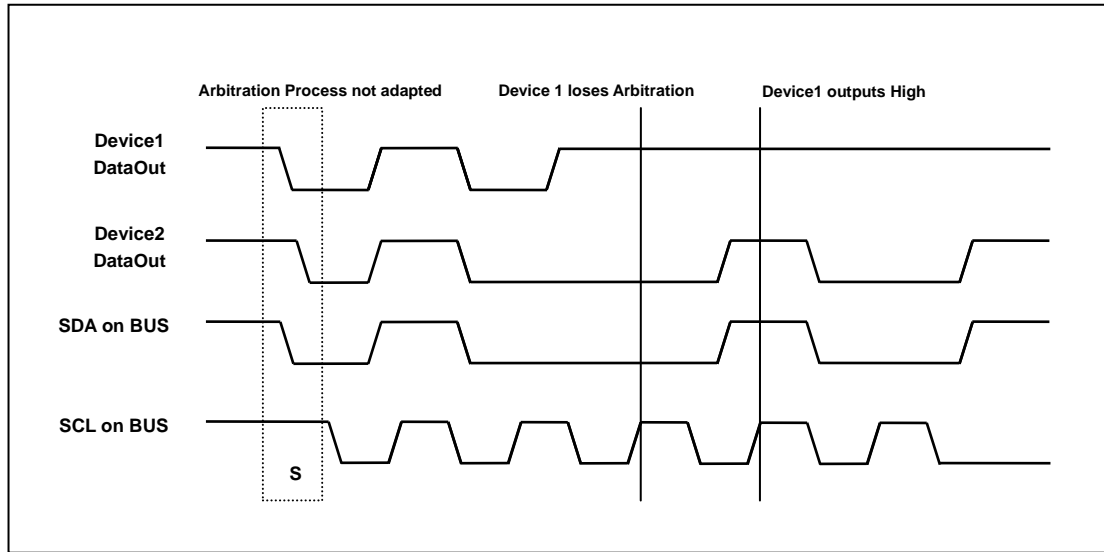 Arbitration Process not adapted
Device 1 loses Arbitration
Device1 outputs High
Device1
DataOut
Device2
DataOut
SDA on BUS
SCL on BUS
S